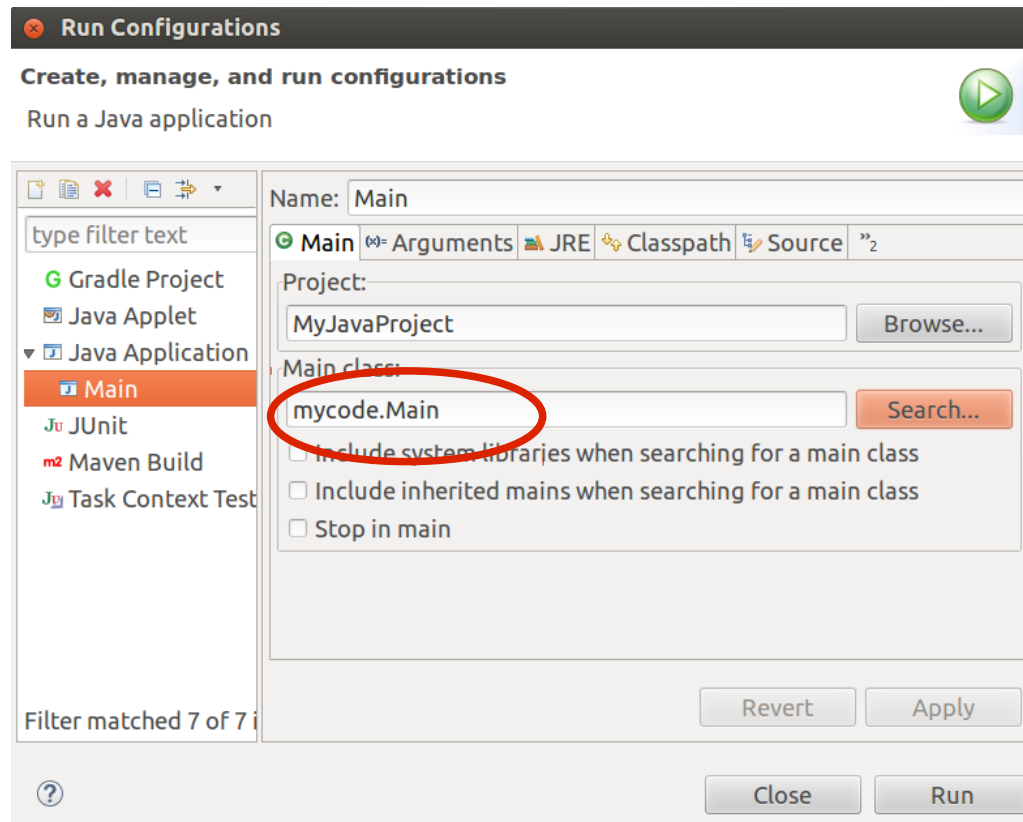 Run Configurations
Create, manage, and run configurations
Run a Java application
type filter text
G Gradle Project
Java Applet
Java Application
Main
Ju JUnit
m2 Maven Build
Ju Task Context Test
Filter matched 7 of 7 i
Name: Main
Main (x)= Arguments JRE Classpath Source »2
Project:
MyJavaProject Browse...
Main class:
mycode.Main Search...
Include system libraries when searching for a main class
Include inherited mains when searching for a main class
Stop in main
Revert Apply
? Close Run